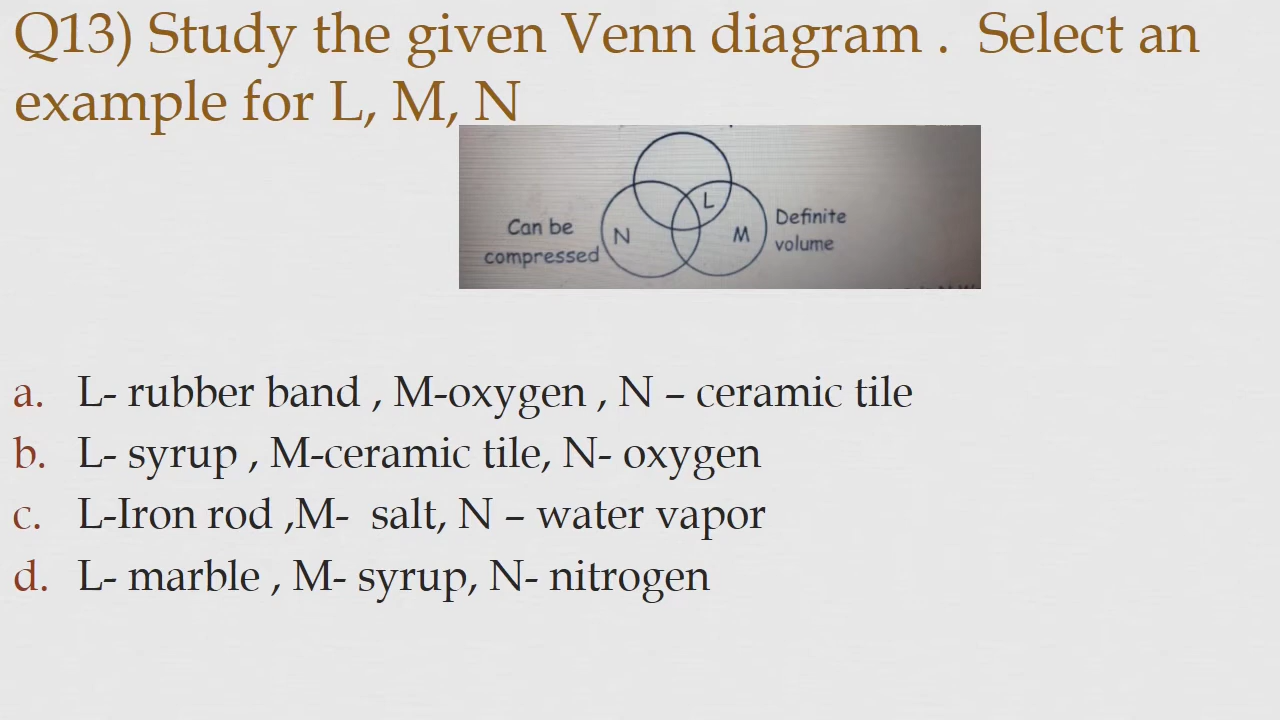 Q13) Study the given Venn diagram .  Select an
example for L, M, N
L
Can be
compressed
N
M
Definite
volume
a. L- rubber band , M-oxygen , N – ceramic tile
b. L- syrup , M-ceramic tile, N- oxygen
c. L-Iron rod ,M-  salt, N – water vapor
d. L- marble , M- syrup, N- nitrogen